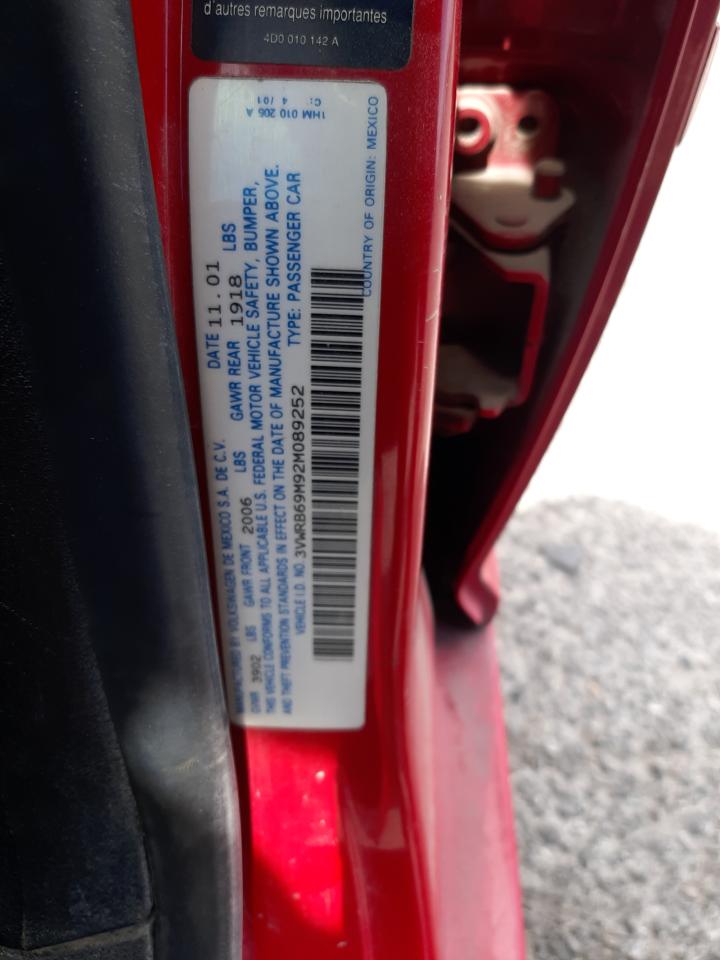 d'autres remarques importantes
4D0 010 142 A
MANUFACTURED BY VOLKSWAGEN DE MEXICO S.A. DE C.V. DATE 11.01
GVWR 3902 LBS GAWR FRONT 2006 LBS GAWR REAR 1918 LBS
THIS VEHICLE CONFORMS TO ALL APPLICABLE U.S. FEDERAL MOTOR VEHICLE SAFETY, BUMPER,
AND THEFT PREVENTION STANDARDS IN EFFECT ON THE DATE OF MANUFACTURE SHOWN ABOVE.
VEHICLE I.D. NO. 3VWRB69M92M089252 TYPE: PASSENGER CAR
COUNTRY OF ORIGIN: MEXICO
1HM 010 206 A
C: 4 /01